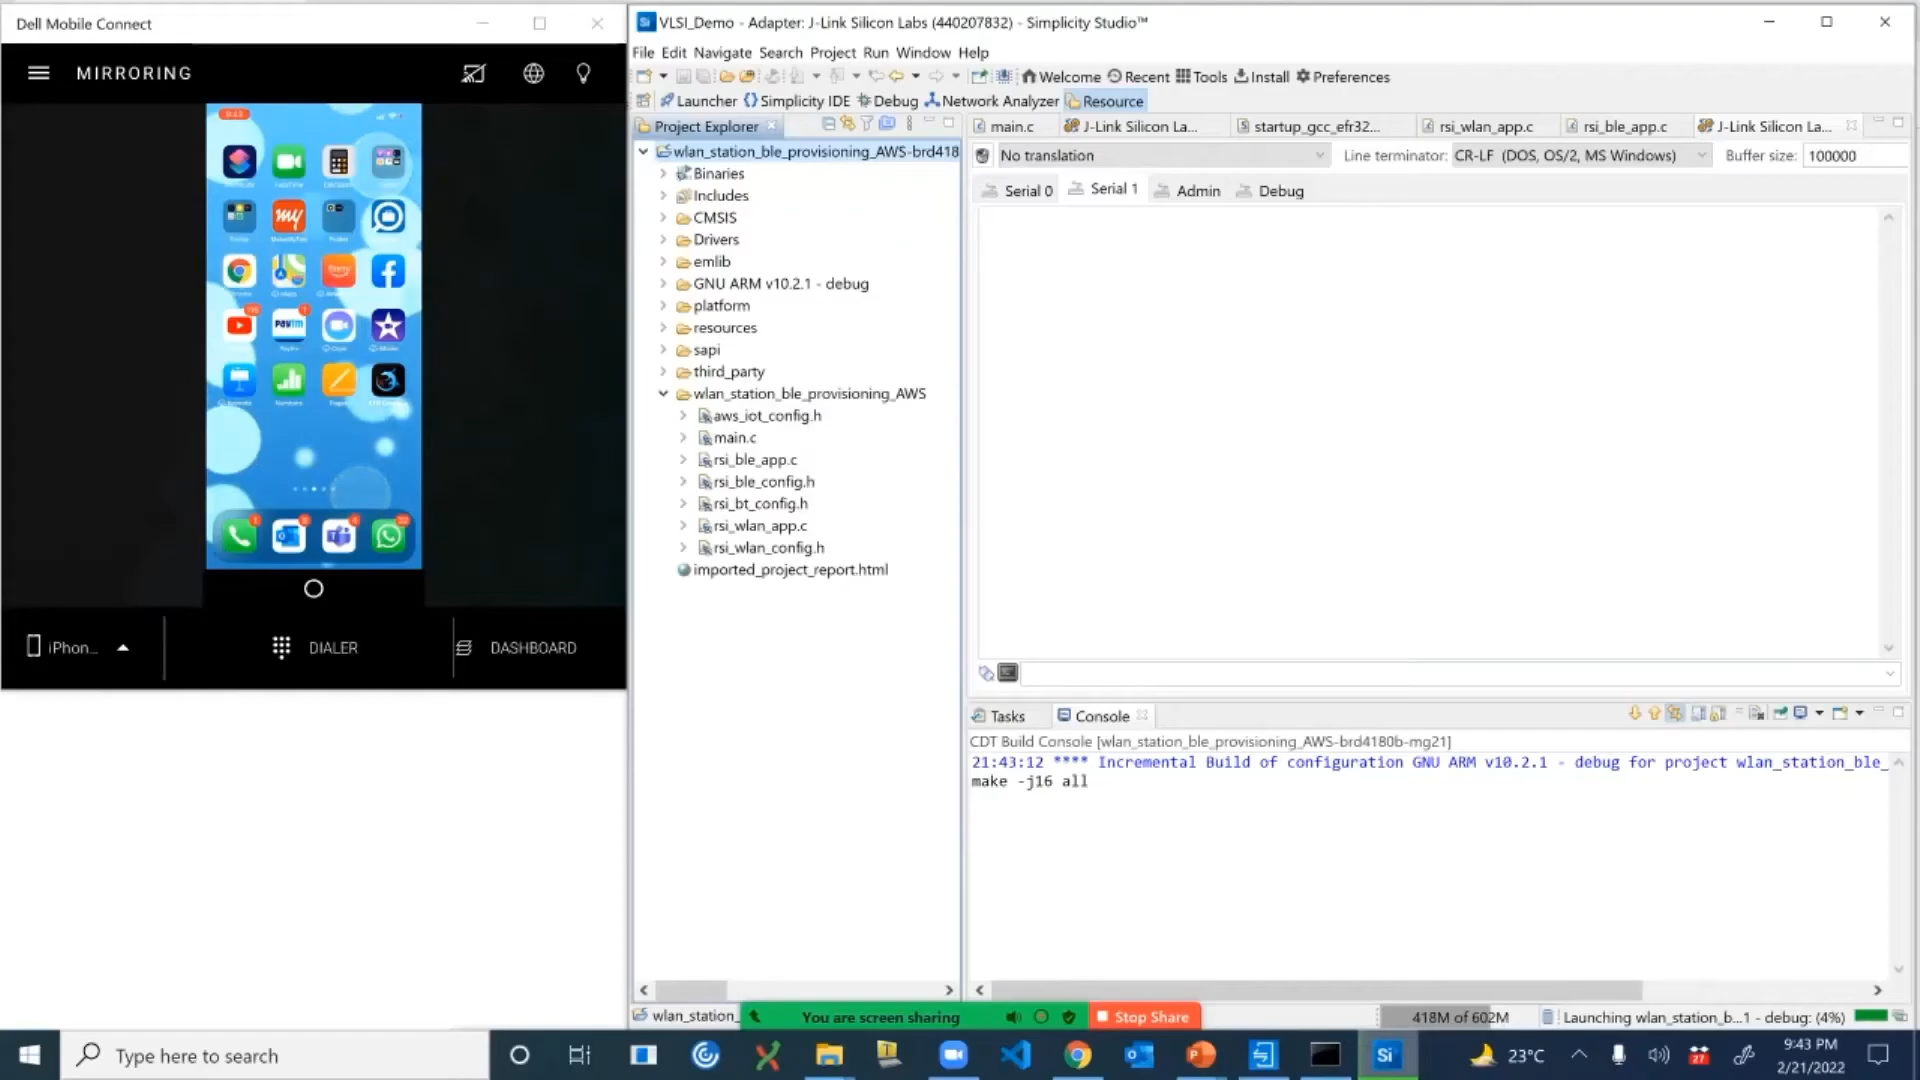 Dell Mobile Connect
MIRRORING
iPhon...
DIALER
DASHBOARD
VLSI_Demo - Adapter: J-Link Silicon Labs (440207832) - Simplicity Studio™
File Edit Navigate Search Project Run Window Help
Welcome Recent Tools Install Preferences
Launcher Simplicity IDE Debug Network Analyzer Resource
Project Explorer
wlan_station_ble_provisioning_AWS-brd418
Binaries
Includes
CMSIS
Drivers
emlib
GNU ARM v10.2.1 - debug
platform
resources
sapi
third_party
wlan_station_ble_provisioning_AWS
aws_iot_config.h
main.c
rsi_ble_app.c
rsi_ble_config.h
rsi_bt_config.h
rsi_wlan_app.c
rsi_wlan_config.h
imported_project_report.html
main.c J-Link Silicon La... startup_gcc_efr32... rsi_wlan_app.c rsi_ble_app.c J-Link Silicon La...
No translation Line terminator: CR-LF (DOS, OS/2, MS Windows) Buffer size: 100000
Serial 0 Serial 1 Admin Debug
Tasks Console
CDT Build Console [wlan_station_ble_provisioning_AWS-brd4180b-mg21]
21:43:12 **** Incremental Build of configuration GNU ARM v10.2.1 - debug for project wlan_station_ble_
make -j16 all
wlan_station_
You are screen sharing
Stop Share
418M of 602M
Launching wlan_station_b...1 - debug: (4%)
Type here to search
23°C
27
9:43 PM
2/21/2022